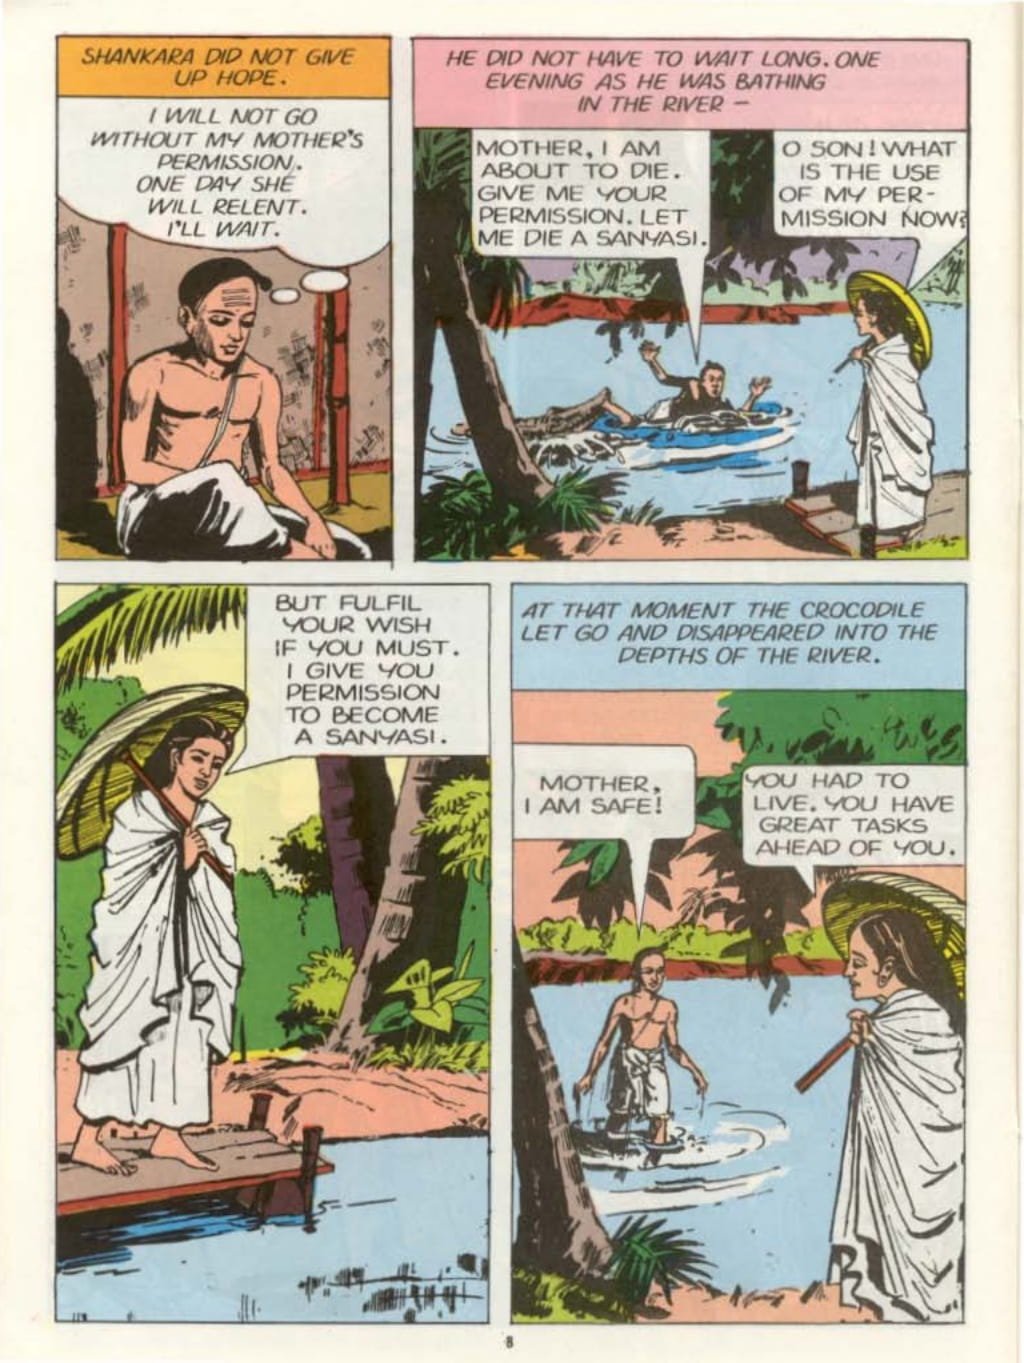 SHANKARA DID NOT GIVE
UP HOPE.
I WILL NOT GO
WITHOUT MY MOTHER'S
PERMISSION.
ONE DAY SHE
WILL RELENT.
I'LL WAIT.
HE DID NOT HAVE TO WAIT LONG. ONE
EVENING AS HE WAS BATHING
IN THE RIVER –
MOTHER, I AM
ABOUT TO DIE.
GIVE ME YOUR
PERMISSION. LET
ME DIE A SANYASI.
O SON! WHAT
IS THE USE
OF MY PER-
MISSION NOW?
BUT FULFIL
YOUR WISH
IF YOU MUST.
I GIVE YOU
PERMISSION
TO BECOME
A SANYASI.
AT THAT MOMENT THE CROCODILE
LET GO AND DISAPPEARED INTO THE
DEPTHS OF THE RIVER.
MOTHER,
I AM SAFE!
YOU HAD TO
LIVE. YOU HAVE
GREAT TASKS
AHEAD OF YOU.
8